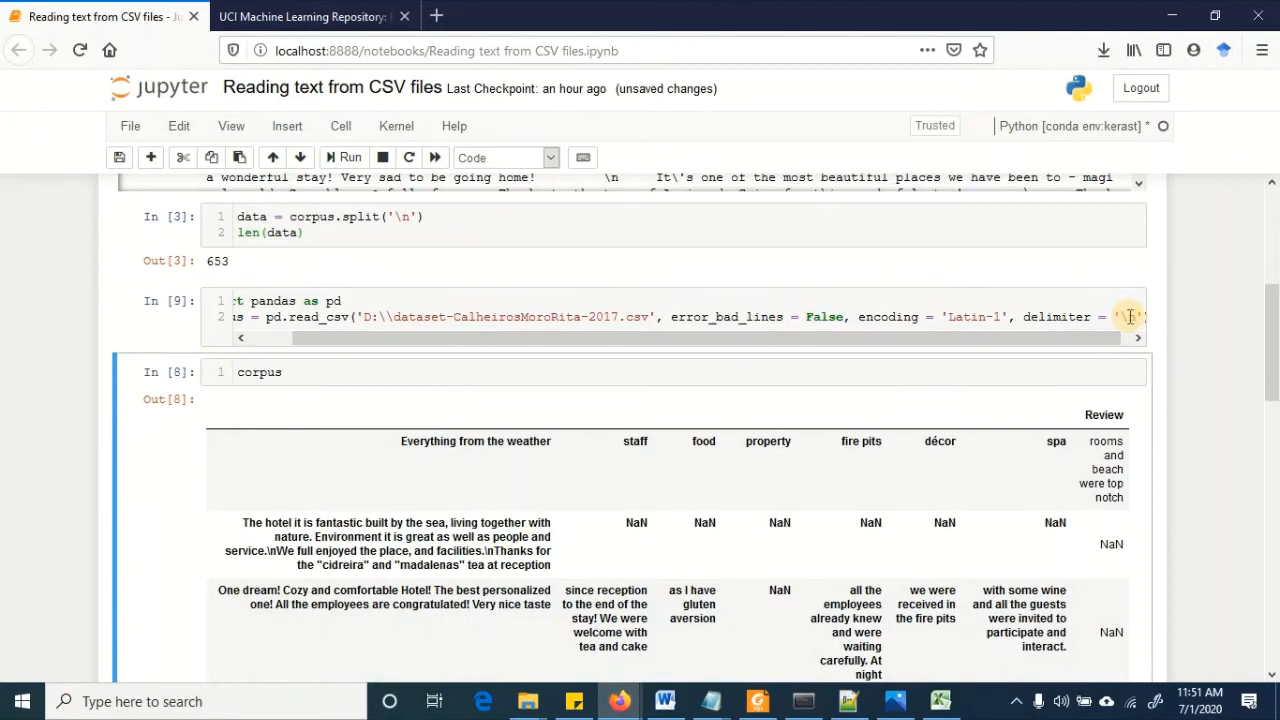 Reading text from CSV files - Ju
UCI Machine Learning Repository:
localhost:8888/notebooks/Reading text from CSV files.ipynb
jupyter Reading text from CSV files Last Checkpoint: an hour ago (unsaved changes)
Logout
File Edit View Insert Cell Kernel Help
Trusted
Python [conda env:kerast] *
Run
Code
a wonderful stay! Very sad to be going home! \n It\'s one of the most beautiful places we have been to - magi
In [3]:
1 data = corpus.split('\n')
2 len(data)
Out[3]: 653
In [9]:
1 rt pandas as pd
2 us = pd.read_csv('D:\\dataset-CalheirosMoroRita-2017.csv', error_bad_lines = False, encoding = 'Latin-1', delimiter = '\n')
In [8]:
1 corpus
Out[8]:
Review
Everything from the weather staff food property fire pits décor spa rooms
and
beach
were top
notch
The hotel it is fantastic built by the sea, living together with NaN NaN NaN NaN NaN NaN
nature. Environment it is great as well as people and
service.\nWe full enjoyed the place, and facilities.\nThanks for NaN
the "cidreira" and "madalenas" tea at reception
One dream! Cozy and comfortable Hotel! The best personalized since reception as I have NaN all the we were with some wine
one! All the employees are congratulated! Very nice taste to the end of the gluten employees received in and all the guests
stay! We were aversion already knew the fire pits were invited to
welcome with and were participate and NaN
tea and cake waiting interact.
carefully. At
night
Type here to search
11:51 AM
7/1/2020